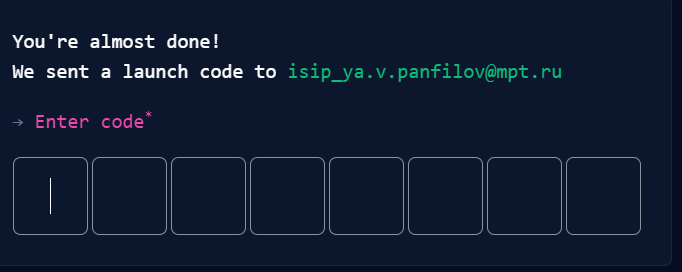 You're almost done!
We sent a launch code to isip_ya.v.panfilov@mpt.ru
→ Enter code*